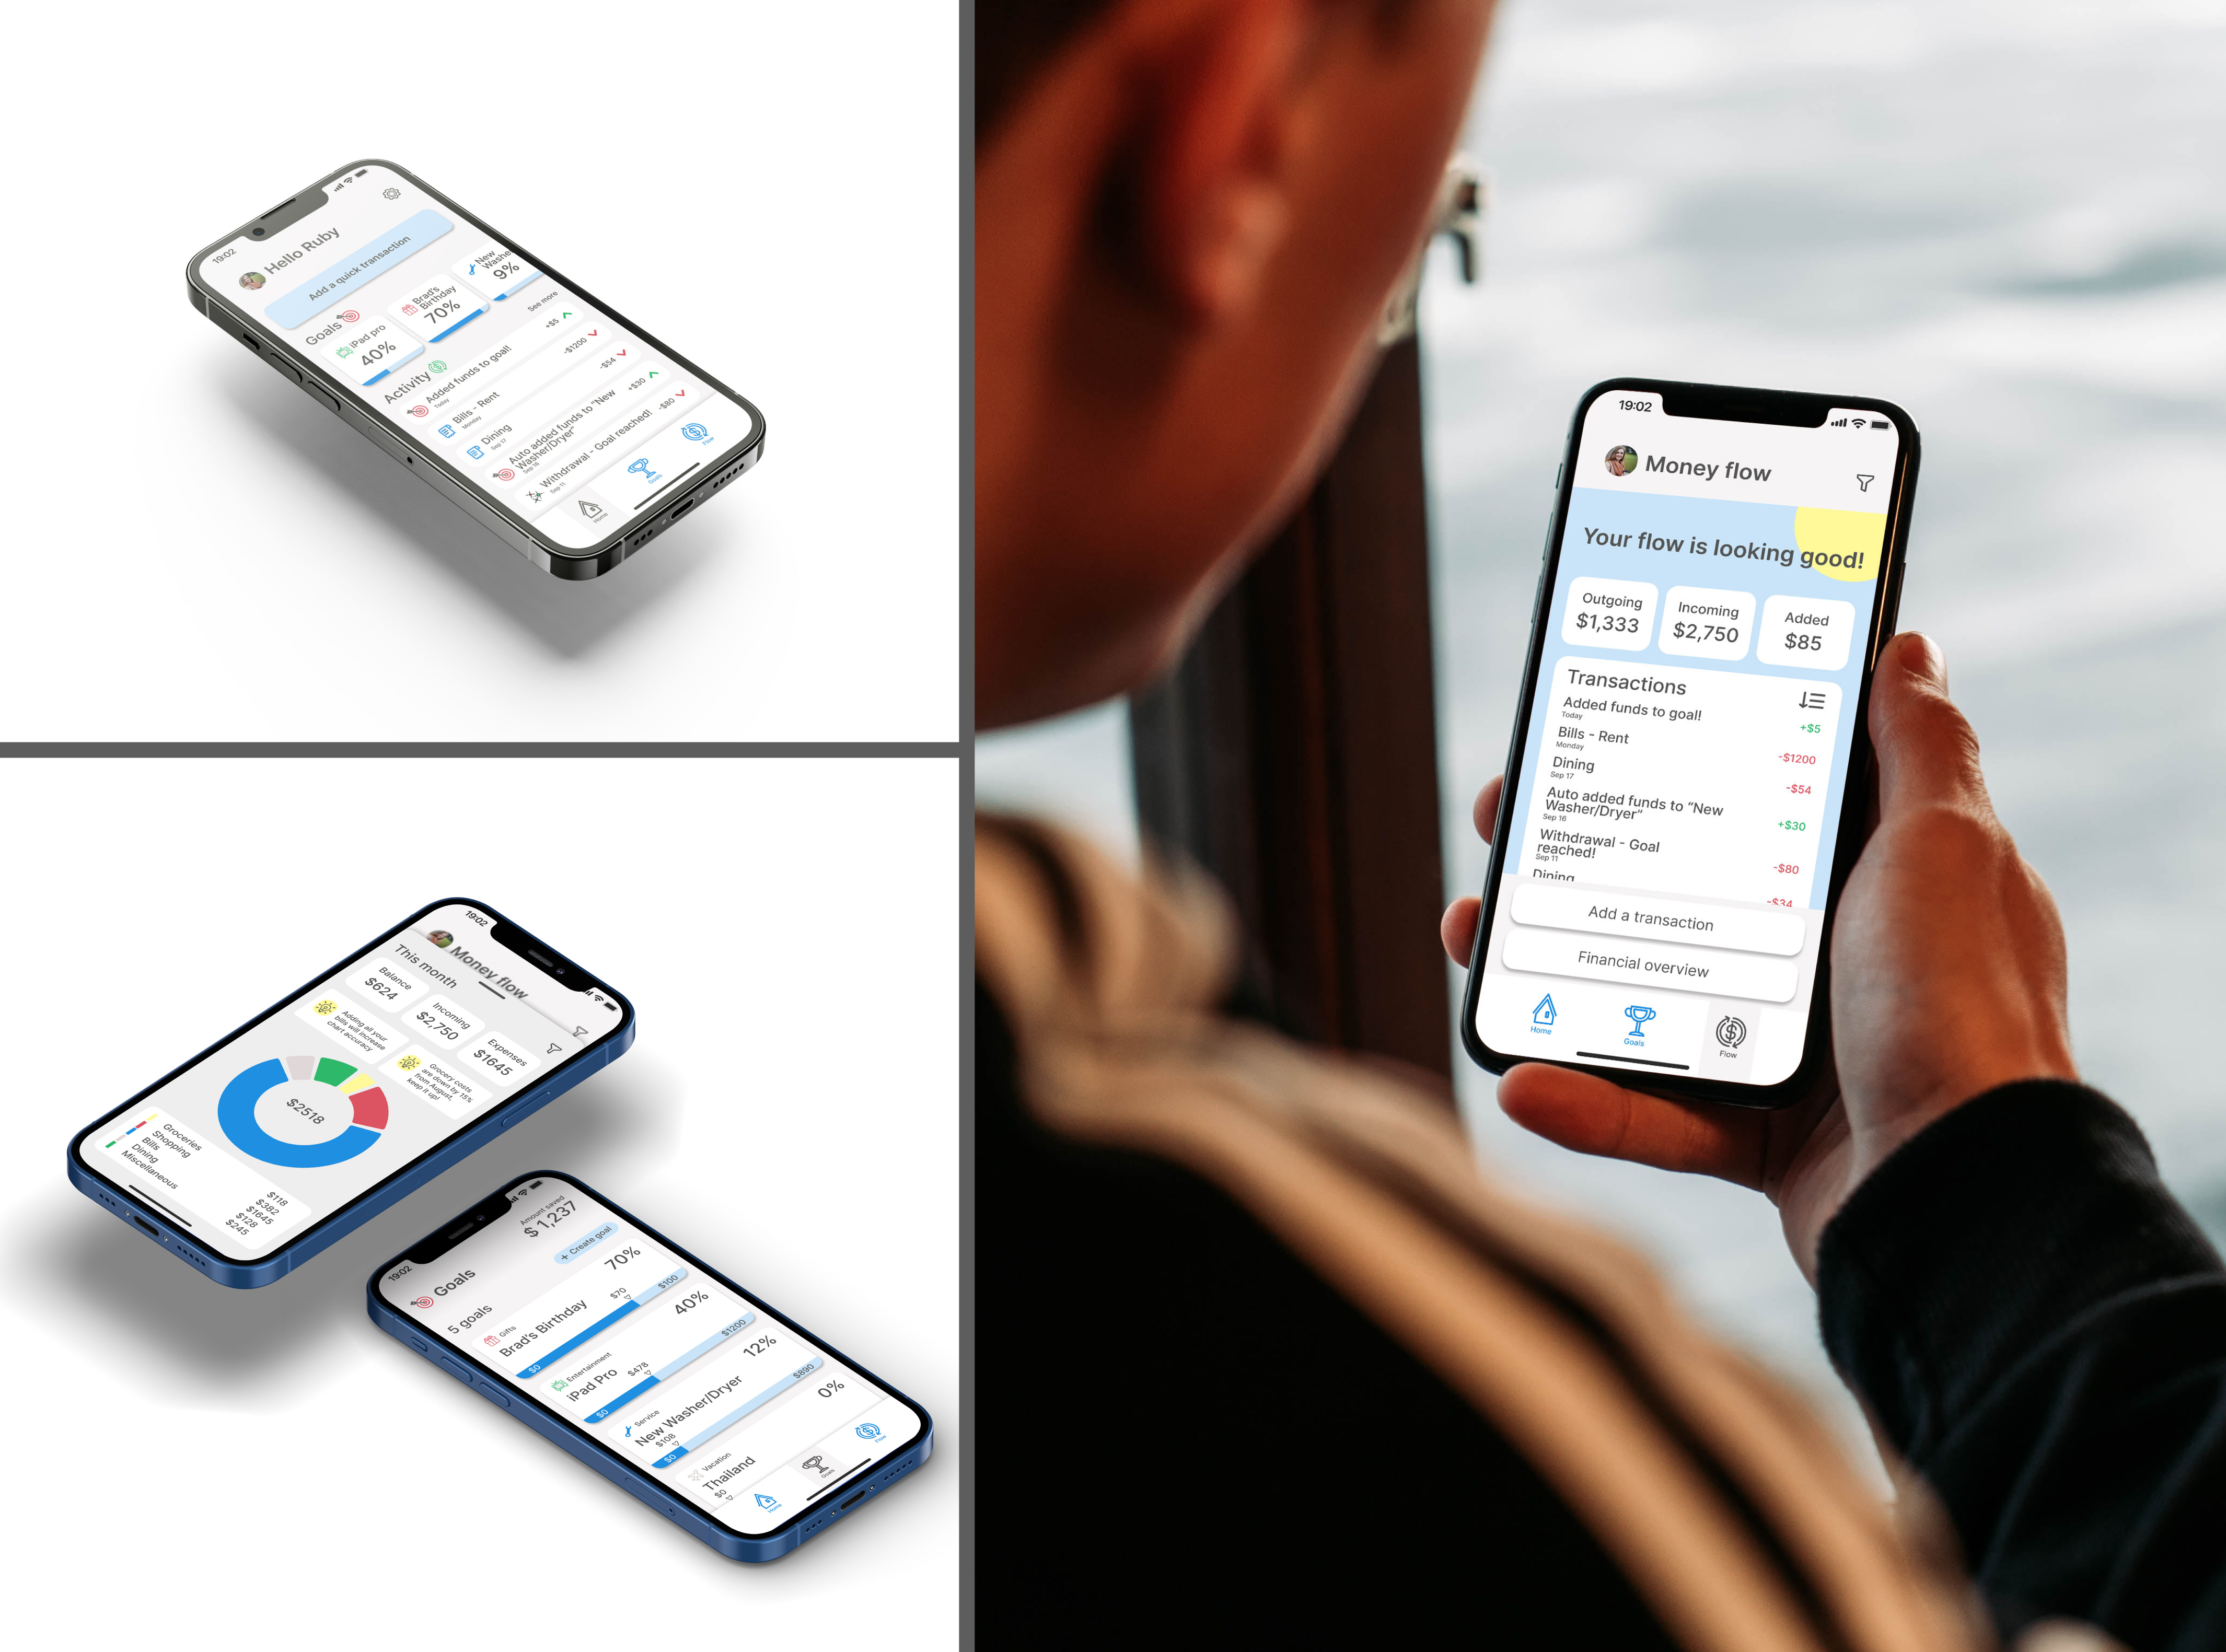 19:02
Hello Ruby
Add a quick transaction
Goals
iPad pro
40%
Brad's
Birthday
70%
New
Washe
9%
Activity
See more
Added funds to goal!
Today
+$5
Bills - Rent
Monday
-$1200
Dining
Sep 17
-$54
Auto added funds to “New
Washer/Dryer”
Sep 16
+$30
Withdrawal - Goal reached!
Sep 11
-$80
Home
Goals
Flow
19:02
Money flow
This month
Balance
$624
Incoming
$2,750
Expenses
$1645
Adding all your
bills will increase
chart accuracy
Grocery costs
are down by 15%
from August,
keep it up!
$2518
Groceries
Shopping
Bills
Dining
Miscellaneous
$118
$382
$1645
$128
$245
19:02
Goals
Amount saved
$ 1,237
5 goals
+ Create goal
Gifts
Brad's Birthday
70%
$0
$70
$100
Entertainment
iPad Pro
40%
$0
$478
$1200
Service
New Washer/Dryer
12%
$108
$0
$890
Vacation
Thailand
0%
$0
Home
Goals
Flow
19:02
Money flow
Your flow is looking good!
Outgoing
$1,333
Incoming
$2,750
Added
$85
Transactions
Added funds to goal!
Today
+$5
Bills - Rent
Monday
-$1200
Dining
Sep 17
-$54
Auto added funds to “New
Washer/Dryer”
Sep 16
+$30
Withdrawal - Goal
reached!
Sep 11
-$80
Dining
-$34
Add a transaction
Financial overview
Home
Goals
Flow